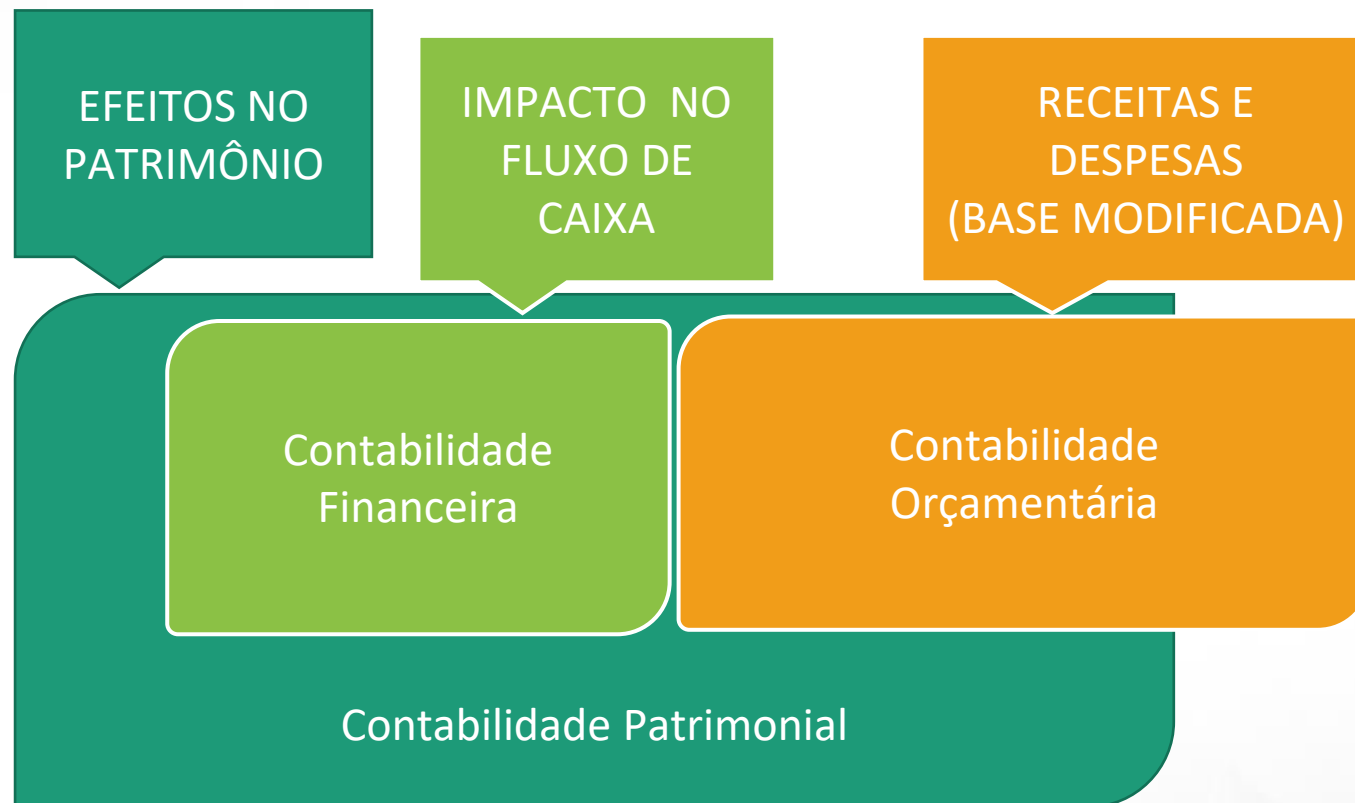 EFEITOS NO
PATRIMÔNIO
IMPACTO NO
FLUXO DE
CAIXA
RECEITAS E
DESPESAS
(BASE MODIFICADA)
Contabilidade
Financeira
Contabilidade
Orçamentária
Contabilidade Patrimonial